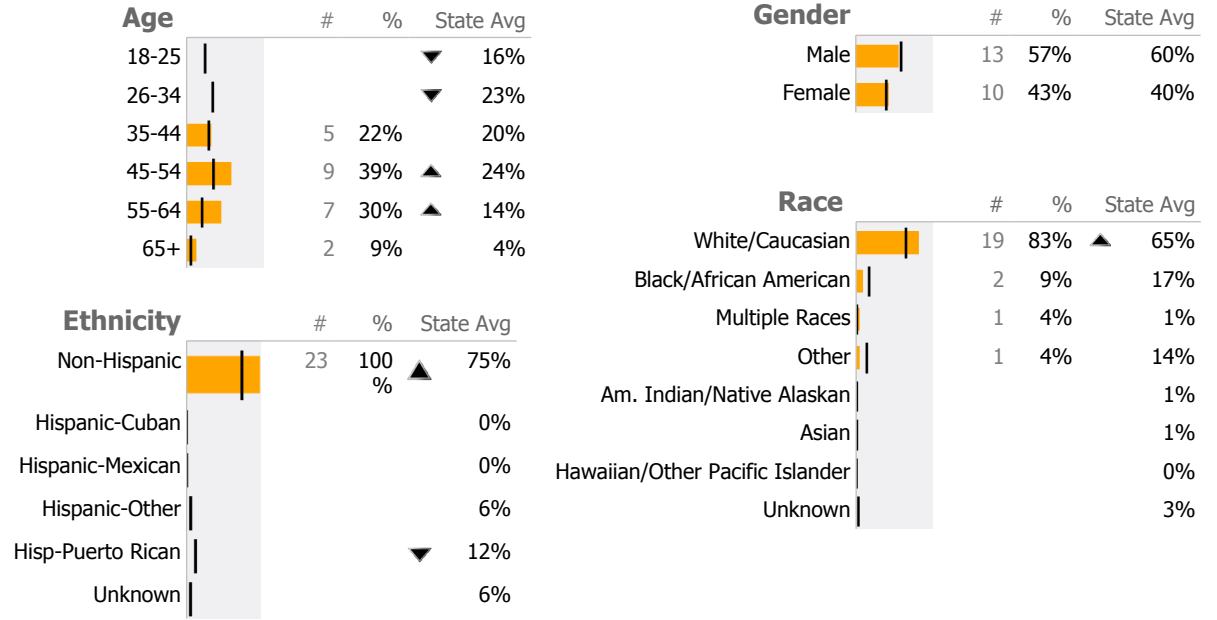 Age # % State Avg
18-25 16%
26-34 23%
35-44 5 22% 20%
45-54 9 39% 24%
55-64 7 30% 14%
65+ 2 9% 4%
Ethnicity # % State Avg
Non-Hispanic 23 100 75%
%
Hispanic-Cuban 0%
Hispanic-Mexican 0%
Hispanic-Other 6%
Hisp-Puerto Rican 12%
Unknown 6%
Gender # % State Avg
Male 13 57% 60%
Female 10 43% 40%
Race # % State Avg
White/Caucasian 19 83% 65%
Black/African American 2 9% 17%
Multiple Races 1 4% 1%
Other 1 4% 14%
Am. Indian/Native Alaskan 1%
Asian 1%
Hawaiian/Other Pacific Islander 0%
Unknown 3%